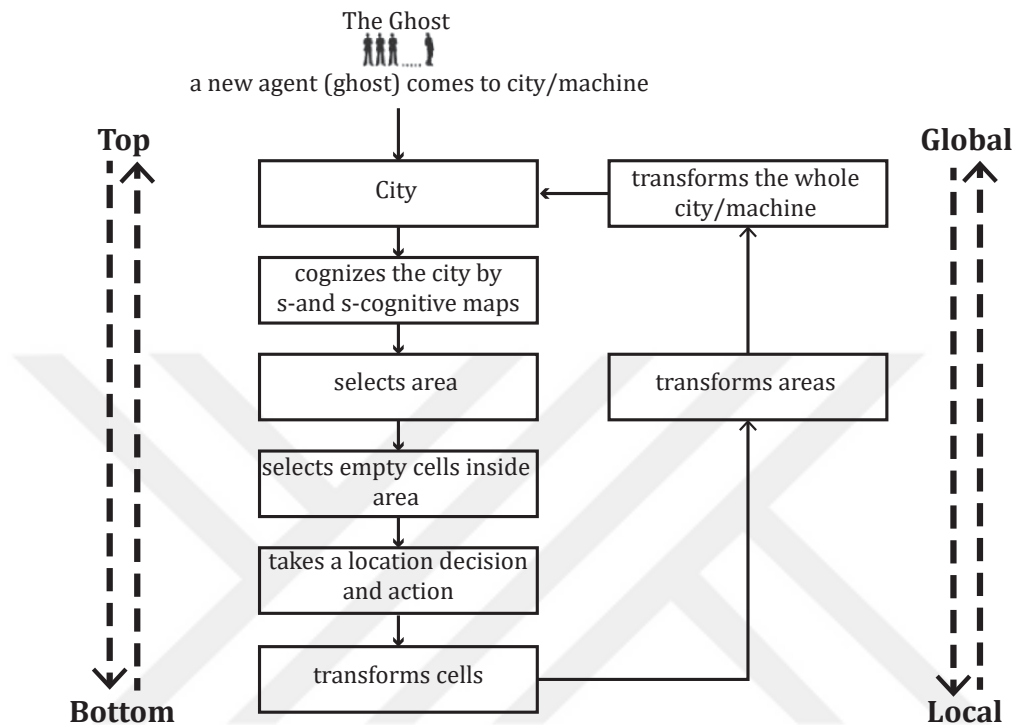 The Ghost
a new agent (ghost) comes to city/machine
Top
Global
City
transforms the whole
city/machine
cognizes the city by
s-and s-cognitive maps
selects area
transforms areas
selects empty cells inside
area
takes a location decision
and action
transforms cells
Bottom
Local